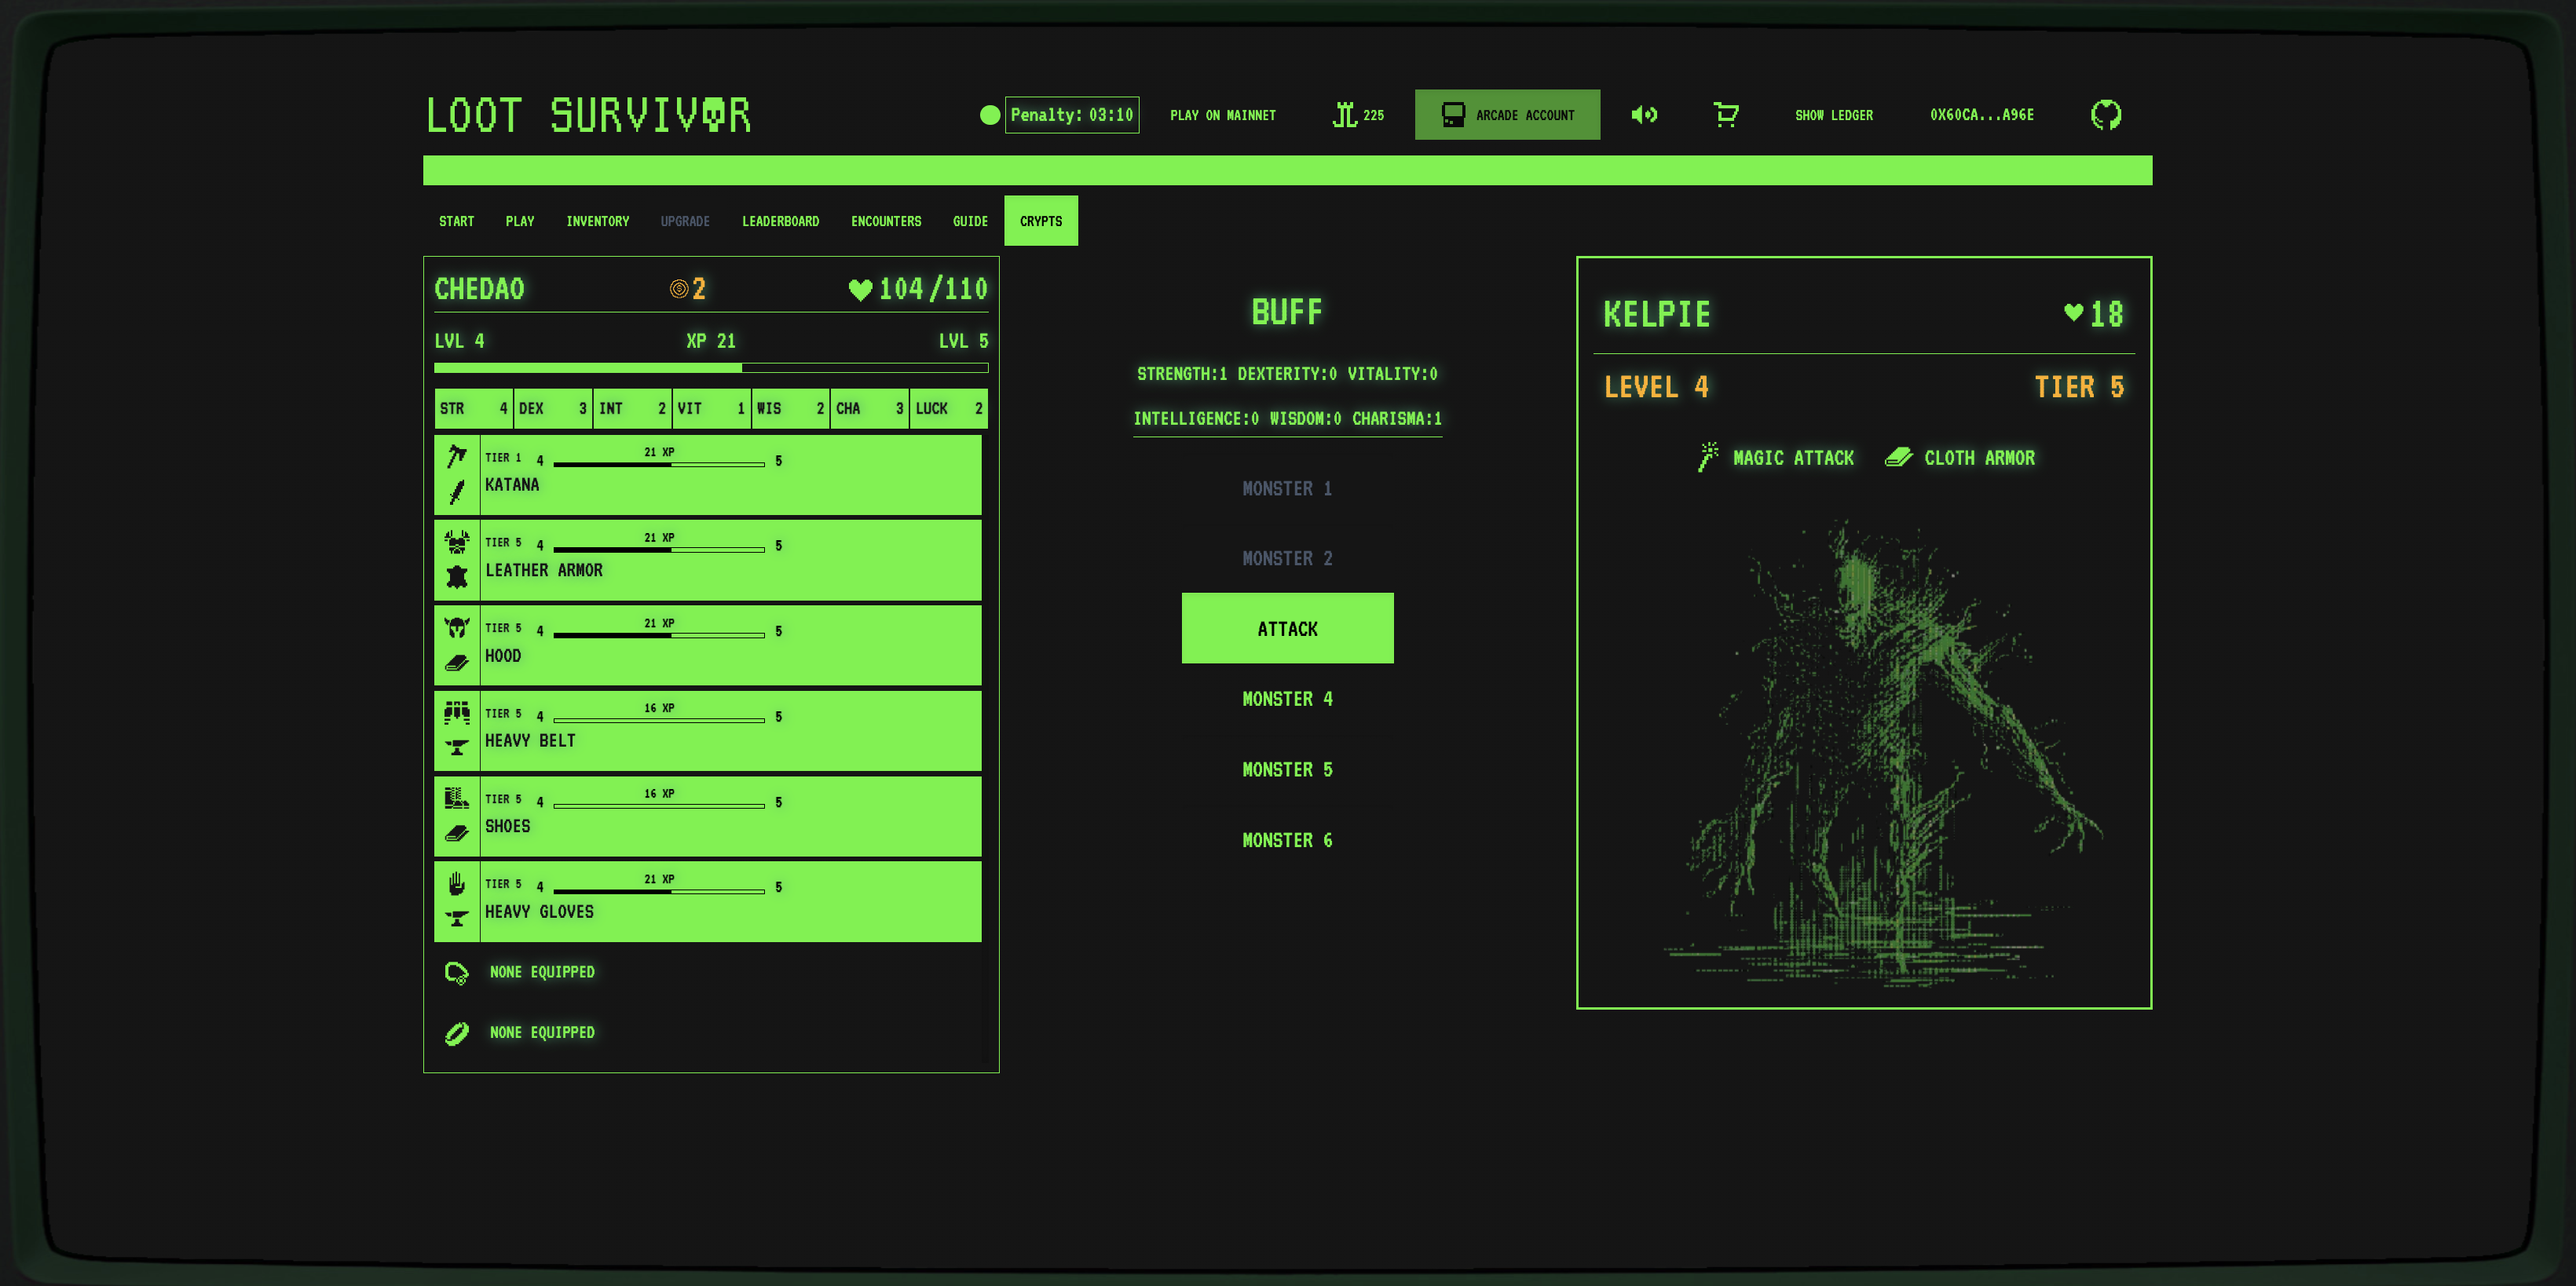 LOOT SURVIVOR
Penalty: 03:10
PLAY ON MAINNET
225
ARCADE ACCOUNT
SHOW LEDGER
0X60CA...A96E
START PLAY INVENTORY UPGRADE LEADERBOARD ENCOUNTERS GUIDE CRYPTS
CHEDAO 2 104/110
LVL 4 XP 21 LVL 5
STR 4 DEX 3 INT 2 VIT 1 WIS 2 CHA 3 LUCK 2
TIER 1 4 21 XP 5
KATANA
TIER 5 4 21 XP 5
LEATHER ARMOR
TIER 5 4 21 XP 5
HOOD
TIER 5 4 16 XP 5
HEAVY BELT
TIER 5 4 16 XP 5
SHOES
TIER 5 4 21 XP 5
HEAVY GLOVES
NONE EQUIPPED
NONE EQUIPPED
BUFF
STRENGTH:1 DEXTERITY:0 VITALITY:0
INTELLIGENCE:0 WISDOM:0 CHARISMA:1
MONSTER 1
MONSTER 2
ATTACK
MONSTER 4
MONSTER 5
MONSTER 6
KELPIE 18
LEVEL 4 TIER 5
MAGIC ATTACK CLOTH ARMOR